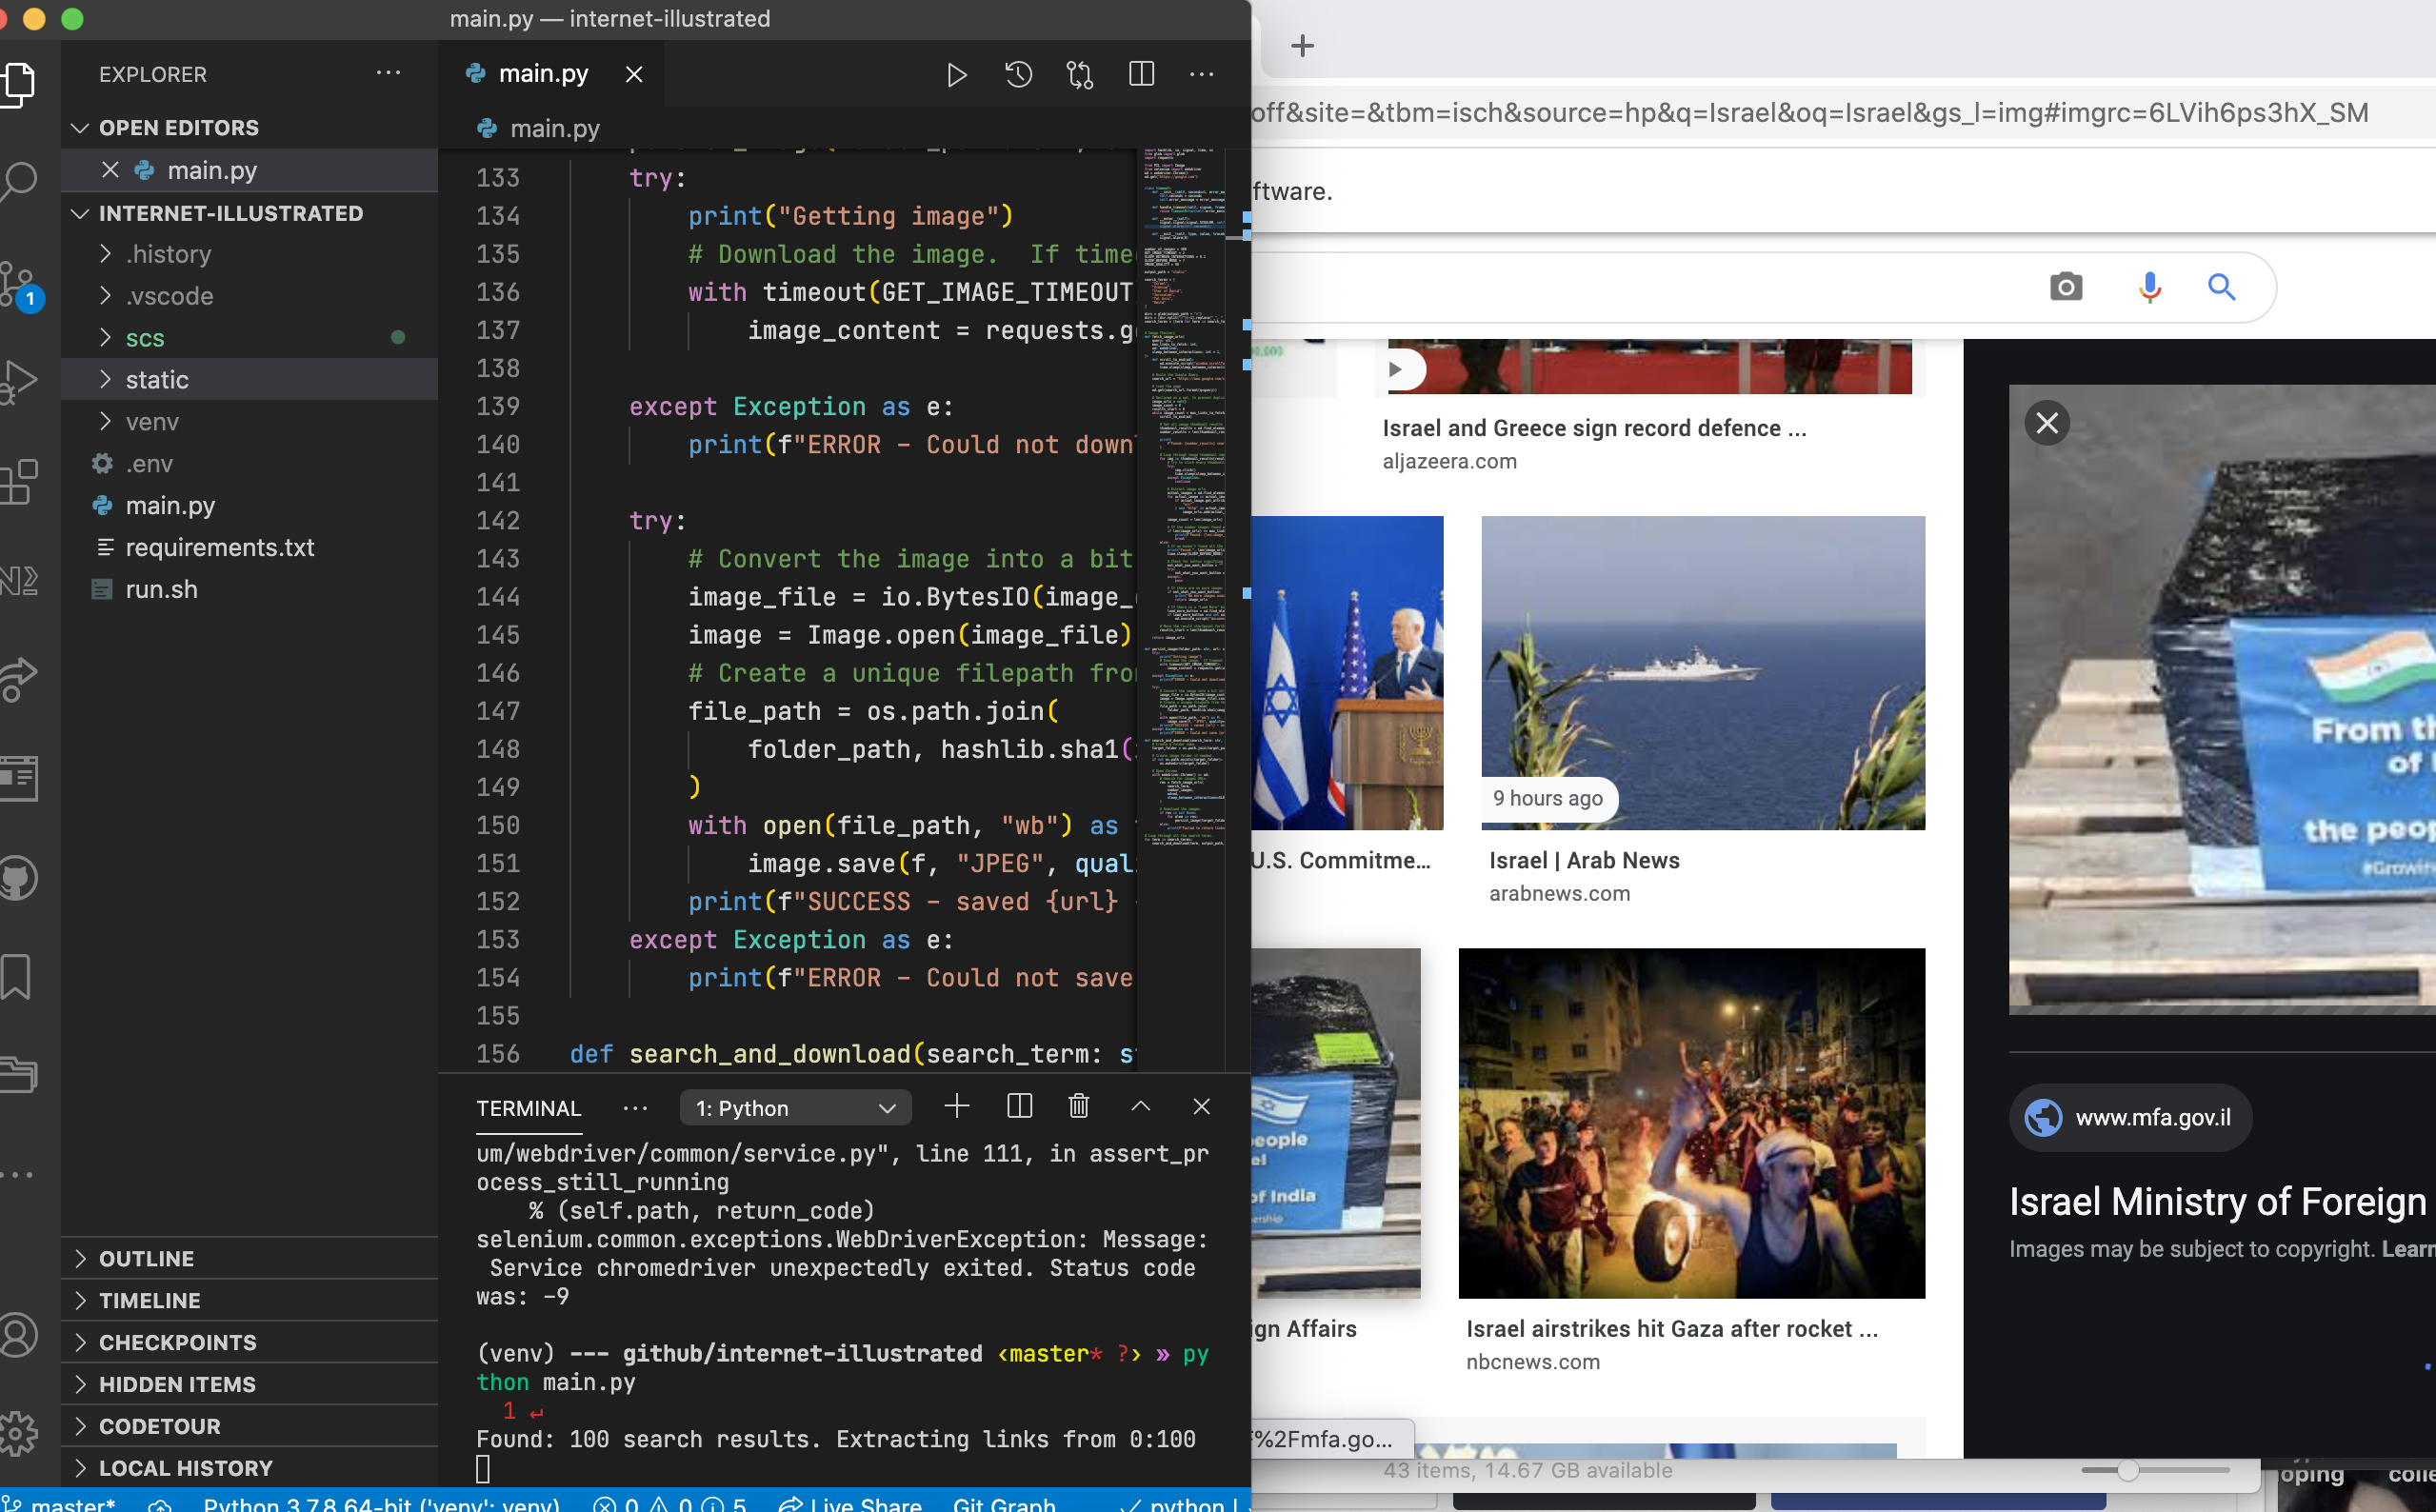 main.py — internet-illustrated
EXPLORER
OPEN EDITORS
main.py
INTERNET-ILLUSTRATED
.history
.vscode
scs
static
venv
.env
main.py
requirements.txt
run.sh
1
OUTLINE
TIMELINE
CHECKPOINTS
HIDDEN ITEMS
CODETOUR
LOCAL HISTORY
main.py
main.py
133 try:
134 print("Getting image")
135 # Download the image. If time
136 with timeout(GET_IMAGE_TIMEOUT
137 image_content = requests.g
138
139 except Exception as e:
140 print(f"ERROR - Could not down
141
142 try:
143 # Convert the image into a bit
144 image_file = io.BytesIO(image_
145 image = Image.open(image_file)
146 # Create a unique filepath fro
147 file_path = os.path.join(
148 folder_path, hashlib.sha1(
149 )
150 with open(file_path, "wb") as
151 image.save(f, "JPEG", qual
152 print(f"SUCCESS - saved {url}
153 except Exception as e:
154 print(f"ERROR - Could not save
155
156 def search_and_download(search_term: s
TERMINAL
1: Python
um/webdriver/common/service.py", line 111, in assert_pr
ocess_still_running
% (self.path, return_code)
selenium.common.exceptions.WebDriverException: Message:
Service chromedriver unexpectedly exited. Status code
was: -9
(venv) --- github/internet-illustrated ‹master* ?› » py
thon main.py
1 ↵
Found: 100 search results. Extracting links from 0:100
master*
Python 3.7.8 64-bit ('venv': venv)
0 0 5
Live Share
Git Graph
python
off&site=&tbm=isch&source=hp&q=Israel&oq=Israel&gs_l=img#imgrc=6LVih6ps3hX_SM
ftware.
Israel and Greece sign record defence ...
aljazeera.com
9 hours ago
U.S. Commitme...
Israel | Arab News
arabnews.com
eople
el
of India
ign Affairs
Israel airstrikes hit Gaza after rocket ...
nbcnews.com
%2Fmfa.go...
43 items, 14.67 GB available
From th
of I
the peop
#Growin
www.mfa.gov.il
Israel Ministry of Foreign
Images may be subject to copyright. Learn
oping
colle